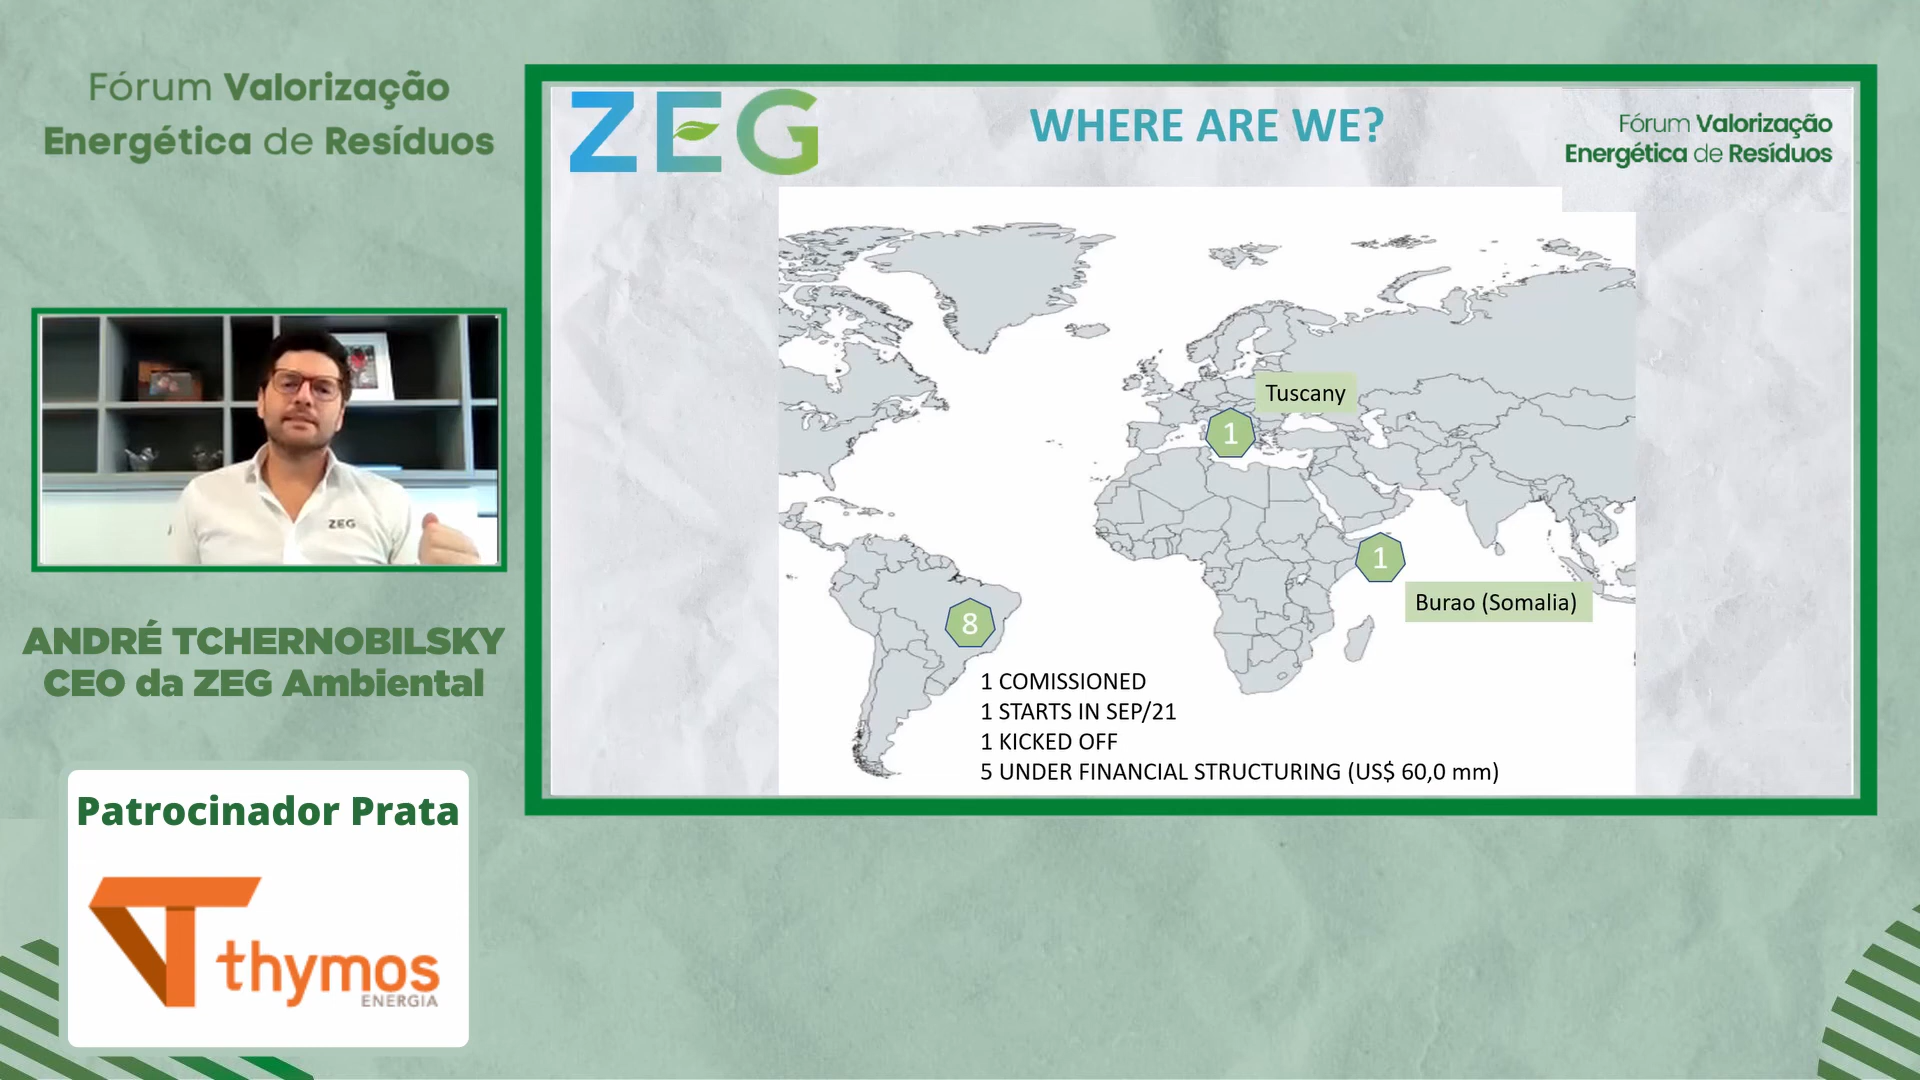 Fórum Valorização
Energética de Resíduos
ZEG
ANDRÉ TCHERNOBILSKY
CEO da ZEG Ambiental
Patrocinador Prata
thymos
ENERGIA
ZEG
WHERE ARE WE?
Fórum Valorização
Energética de Resíduos
Tuscany
1
1
Burao (Somalia)
8
1 COMISSIONED
1 STARTS IN SEP/21
1 KICKED OFF
5 UNDER FINANCIAL STRUCTURING (US$ 60,0 mm)